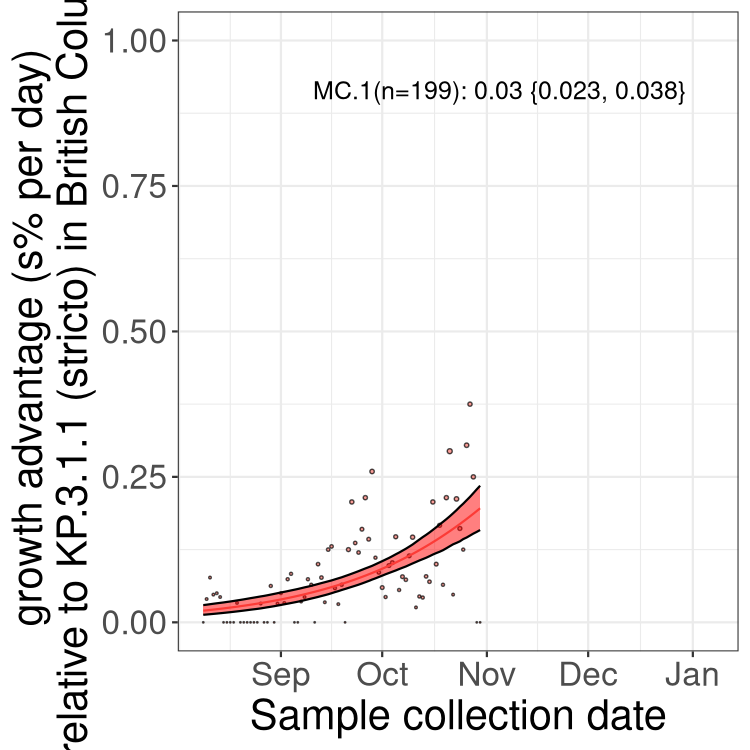 growth advantage (s% per day)
relative to KP.3.1.1 (stricto) in British Colu
1.00
0.75
0.50
0.25
0.00
MC.1(n=199): 0.03 {0.023, 0.038}
Sep Oct Nov Dec Jan
Sample collection date